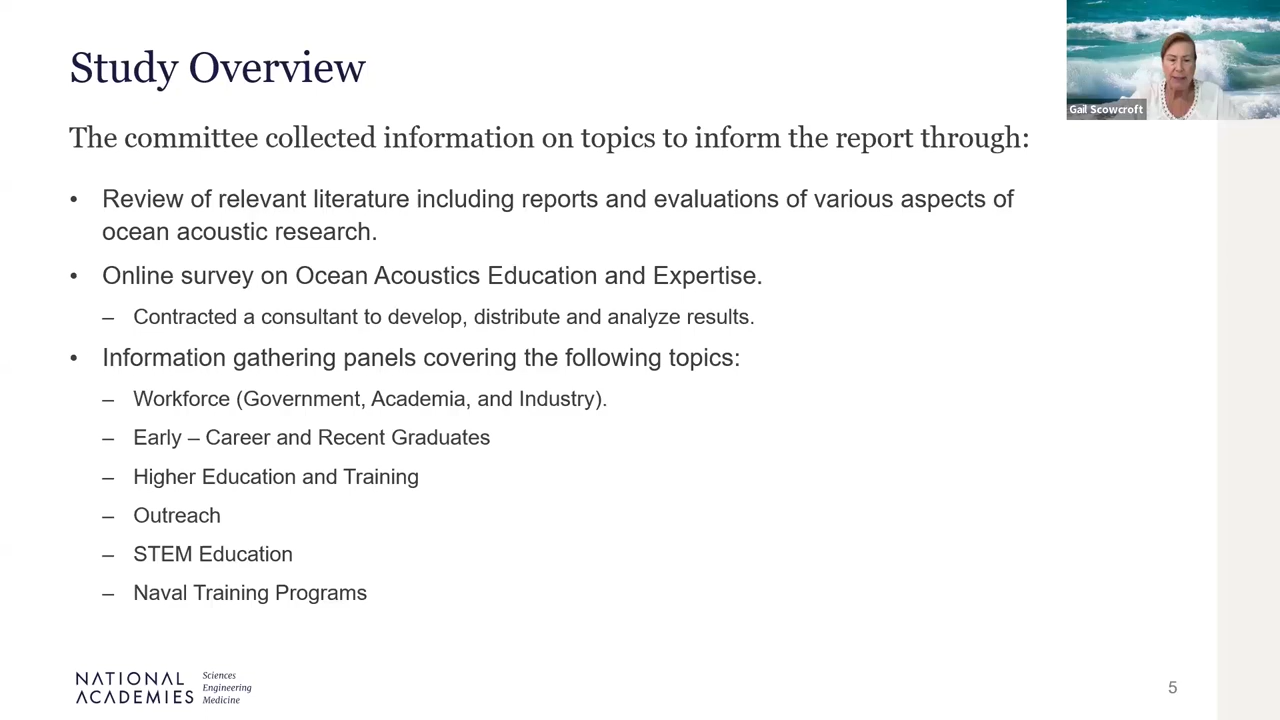 Study Overview
Gail Scowcroft
The committee collected information on topics to inform the report through:
• Review of relevant literature including reports and evaluations of various aspects of
ocean acoustic research.
• Online survey on Ocean Acoustics Education and Expertise.
– Contracted a consultant to develop, distribute and analyze results.
• Information gathering panels covering the following topics:
– Workforce (Government, Academia, and Industry).
– Early – Career and Recent Graduates
– Higher Education and Training
– Outreach
– STEM Education
– Naval Training Programs
NATIONAL
ACADEMIES
Sciences
Engineering
Medicine
5